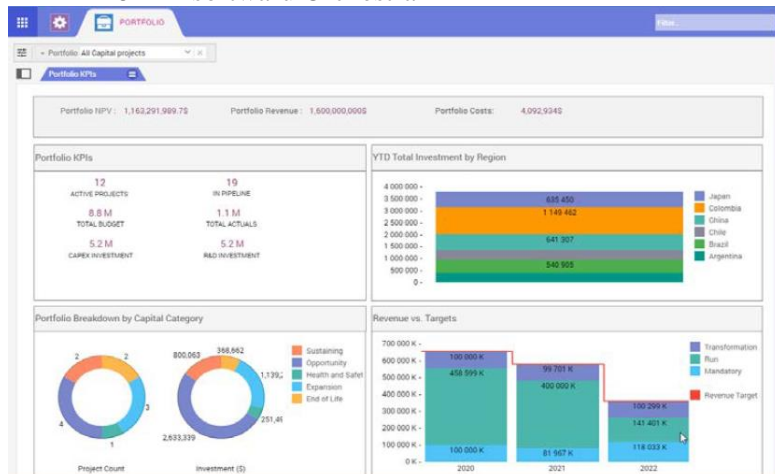 PORTFOLIO
Filter...
Portfolio All Capital projects
Portfolio KPIs
Portfolio NPV : 1,163,291,989.7$ Portfolio Revenue : 1,600,000,000$ Portfolio Costs: 4,092,934$
Portfolio KPIs
12 19
ACTIVE PROJECTS IN PIPELINE
8.8 M 1.1 M
TOTAL BUDGET TOTAL ACTUALS
5.2 M 5.2 M
CAPEX INVESTMENT R&D INVESTMENT
YTD Total Investment by Region
4 000 000
3 500 000
3 000 000
2 500 000
2 000 000
1 500 000
1 000 000
500 000
0
635 450
1 149 462
641 307
540 905
Japan
Colombia
China
Chile
Brazil
Argentina
Portfolio Breakdown by Capital Category
2 2
3
4
1
Project Count
800,063 368,662
1,139,
251,46
2,633,339
Investment ($)
Sustaining
Opportunity
Health and Safet
Expansion
End of Life
Revenue vs. Targets
700 000 K
600 000 K
500 000 K
400 000 K
300 000 K
200 000 K
100 000 K
0 K
100 000 K
458 599 K
100 000 K
99 701 K
400 000 K
81 967 K
100 299 K
141 401 K
118 033 K
2020 2021 2022
Transformation
Run
Mandatory
Revenue Target